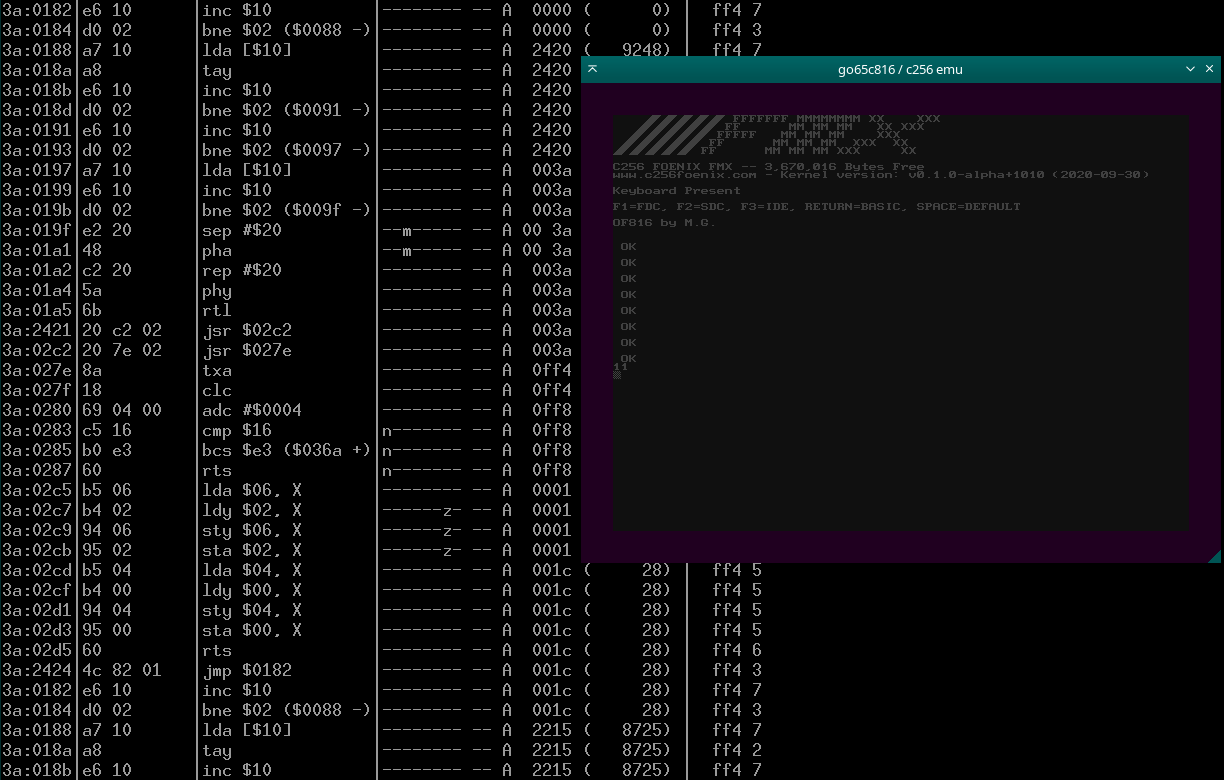 3a:0182 e6 10 inc $10 -------- -- A 0000 ( 0) ff4 7
3a:0184 d0 02 bne $02 ($0088 -) -------- -- A 0000 ( 0) ff4 3
3a:0188 a7 10 lda [$10] -------- -- A 2420 ( 9248) ff4 7
3a:018a a8 tay -------- -- A 2420
3a:018b e6 10 inc $10 -------- -- A 2420
3a:018d d0 02 bne $02 ($0091 -) -------- -- A 2420
3a:0191 e6 10 inc $10 -------- -- A 2420
3a:0193 d0 02 bne $02 ($0097 -) -------- -- A 2420
3a:0197 a7 10 lda [$10] -------- -- A 003a
3a:0199 e6 10 inc $10 -------- -- A 003a
3a:019b d0 02 bne $02 ($009f -) -------- -- A 003a
3a:019f e2 20 sep #$20 --m----- -- A 00 3a
3a:01a1 48 pha --m----- -- A 00 3a
3a:01a2 c2 20 rep #$20 -------- -- A 003a
3a:01a4 5a phy -------- -- A 003a
3a:01a5 6b rtl -------- -- A 003a
3a:2421 20 c2 02 jsr $02c2 -------- -- A 003a
3a:02c2 20 7e 02 jsr $027e -------- -- A 003a
3a:027e 8a txa -------- -- A 0ff4
3a:027f 18 clc -------- -- A 0ff4
3a:0280 69 04 00 adc #$0004 -------- -- A 0ff8
3a:0283 c5 16 cmp $16 n------- -- A 0ff8
3a:0285 b0 e3 bcs $e3 ($036a +) n------- -- A 0ff8
3a:0287 60 rts n------- -- A 0ff8
3a:02c5 b5 06 lda $06, X -------- -- A 0001
3a:02c7 b4 02 ldy $02, X ------z- -- A 0001
3a:02c9 94 06 sty $06, X ------z- -- A 0001
3a:02cb 95 02 sta $02, X ------z- -- A 0001
3a:02cd b5 04 lda $04, X -------- -- A 001c ( 28) ff4 5
3a:02cf b4 00 ldy $00, X -------- -- A 001c ( 28) ff4 5
3a:02d1 94 04 sty $04, X -------- -- A 001c ( 28) ff4 5
3a:02d3 95 00 sta $00, X -------- -- A 001c ( 28) ff4 5
3a:02d5 60 rts -------- -- A 001c ( 28) ff4 6
3a:2424 4c 82 01 jmp $0182 -------- -- A 001c ( 28) ff4 3
3a:0182 e6 10 inc $10 -------- -- A 001c ( 28) ff4 7
3a:0184 d0 02 bne $02 ($0088 -) -------- -- A 001c ( 28) ff4 3
3a:0188 a7 10 lda [$10] -------- -- A 2215 ( 8725) ff4 7
3a:018a a8 tay -------- -- A 2215 ( 8725) ff4 2
3a:018b e6 10 inc $10 -------- -- A 2215 ( 8725) ff4 7
go65c816 / c256 emu
FFFFFFF MMMMMMMM XX XXX
FF MM MM MM XX XXX
FFFFF MM MM MM XXX
FF MM MM MM XXX XX
FF MM MM MM XXX XX
C256 FOENIX FMX -- 3,670,016 Bytes Free
www.c256foenix.com - Kernel version: v0.1.0-alpha+1010 (2020-09-30)
Keyboard Present
F1=FDC, F2=SDC, F3=IDE, RETURN=BASIC, SPACE=DEFAULT
OF816 by M.G.
OK
OK
OK
OK
OK
OK
OK
OK
11